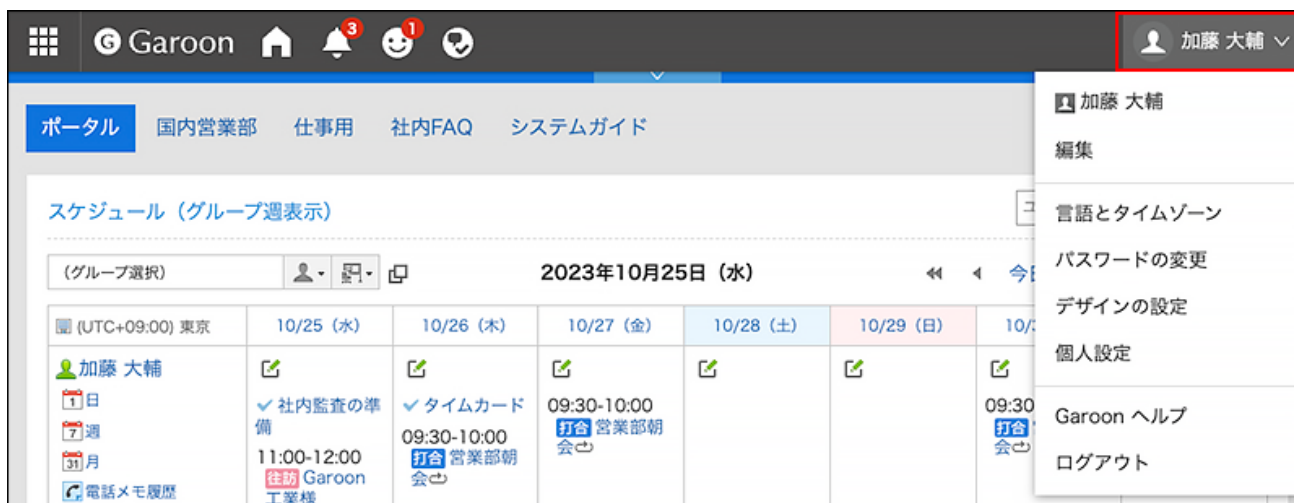 G Garoon 3 1 加藤 大輔
ポータル 国内営業部 仕事用 社内FAQ システムガイド
加藤 大輔
編集
言語とタイムゾーン
パスワードの変更
デザインの設定
個人設定
Garoon ヘルプ
ログアウト
スケジュール（グループ週表示）
（グループ選択） 2023年10月25日（水）
(UTC+09:00) 東京 10/25（水） 10/26（木） 10/27（金） 10/28（土） 10/29（日）
加藤 大輔
1 日
7 週
31 月
電話メモ履歴
社内監査の準
備
11:00-12:00
往訪 Garoon
工業様
タイムカード
09:30-10:00
打合 営業部朝
会
09:30-10:00
打合 営業部朝
会
09:30
打合
会